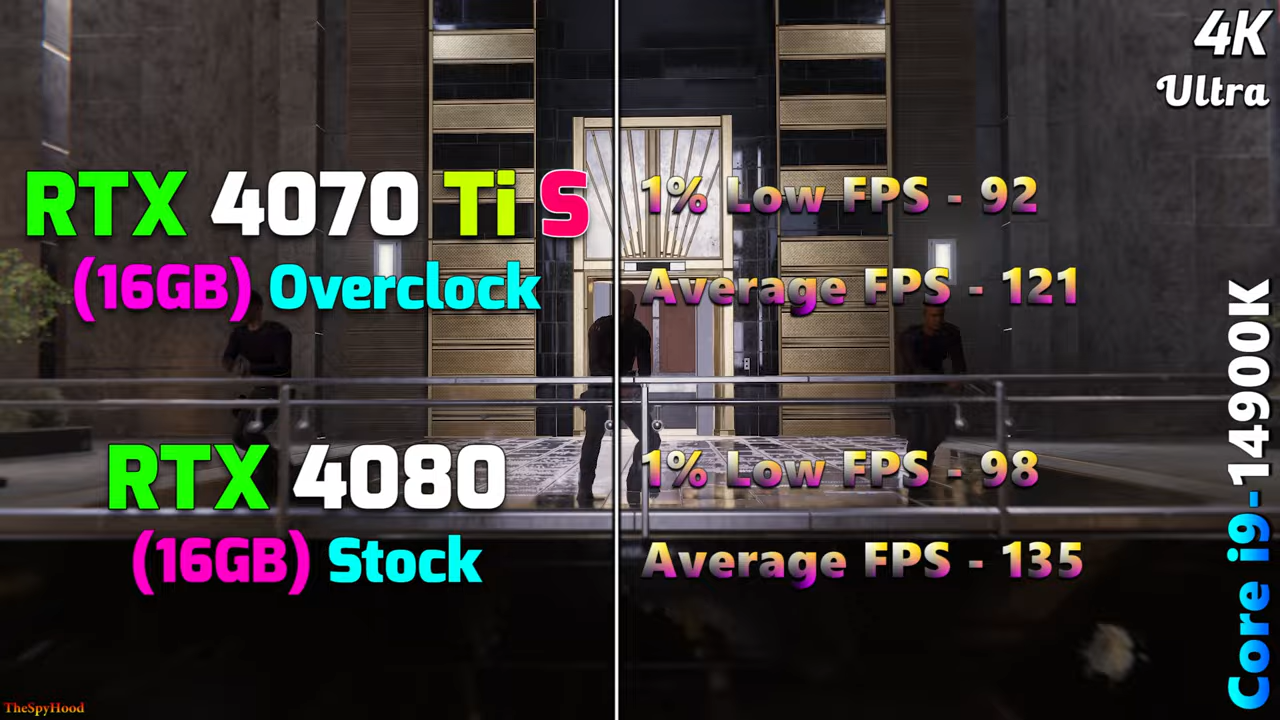 4K
Ultra
RTX 4070 Ti S
(16GB) Overclock
1% Low FPS - 92
Average FPS - 121
RTX 4080
(16GB) Stock
1% Low FPS - 98
Average FPS - 135
Core i9-14900K
TheSpyHood